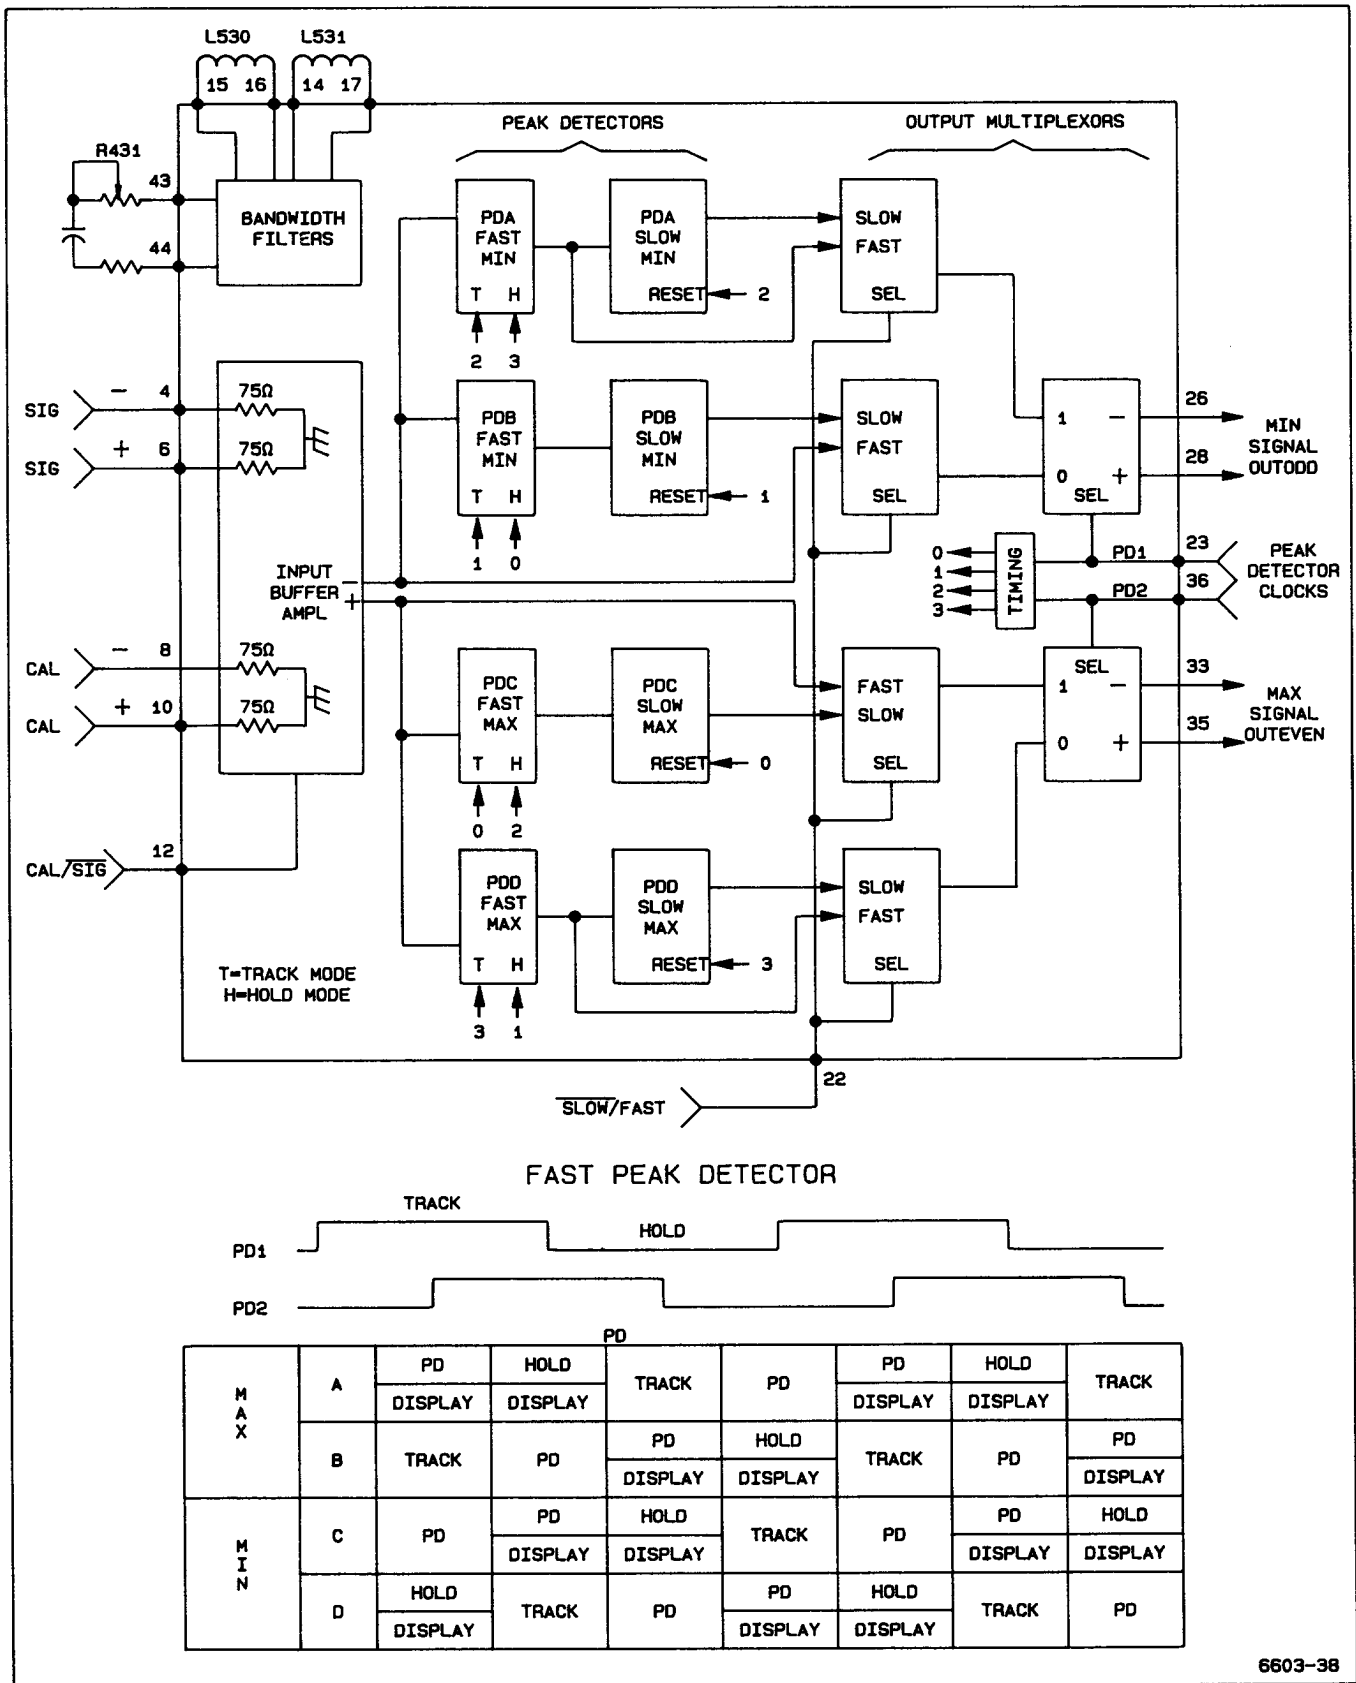 L530 L531
15 16 14 17
PEAK DETECTORS
OUTPUT MULTIPLEXORS
R431
43
44
BANDWIDTH
FILTERS
PDA
FAST
MIN
T H
2 3
PDA
SLOW
MIN
RESET 2
SLOW
FAST
SEL
SIG - 4 75Ω
SIG + 6 75Ω
PDB
FAST
MIN
T H
1 0
PDB
SLOW
MIN
RESET 1
SLOW
FAST
SEL
1 -
0 +
SEL
26
28
MIN
SIGNAL
OUTODD
INPUT
BUFFER
AMPL
-
+
0
1
2
3
TIMING
PD1
PD2
23
36
PEAK
DETECTOR
CLOCKS
CAL - 8 75Ω
CAL + 10 75Ω
PDC
FAST
MAX
T H
0 2
PDC
SLOW
MAX
RESET 0
FAST
SLOW
SEL
SEL
1 -
0 +
33
35
MAX
SIGNAL
OUTEVEN
CAL/SIG 12
PDD
FAST
MAX
T H
3 1
PDD
SLOW
MAX
RESET 3
SLOW
FAST
SEL
T=TRACK MODE
H=HOLD MODE
22
SLOW/FAST
FAST PEAK DETECTOR
TRACK
HOLD
PD1
PD2
PD
MAX
A PD HOLD TRACK PD PD HOLD TRACK
DISPLAY DISPLAY DISPLAY DISPLAY
B TRACK PD PD HOLD TRACK PD PD
DISPLAY DISPLAY DISPLAY
MIN
C PD PD HOLD TRACK PD PD HOLD
DISPLAY DISPLAY DISPLAY DISPLAY
D HOLD TRACK PD PD HOLD TRACK PD
DISPLAY DISPLAY DISPLAY
6603-38